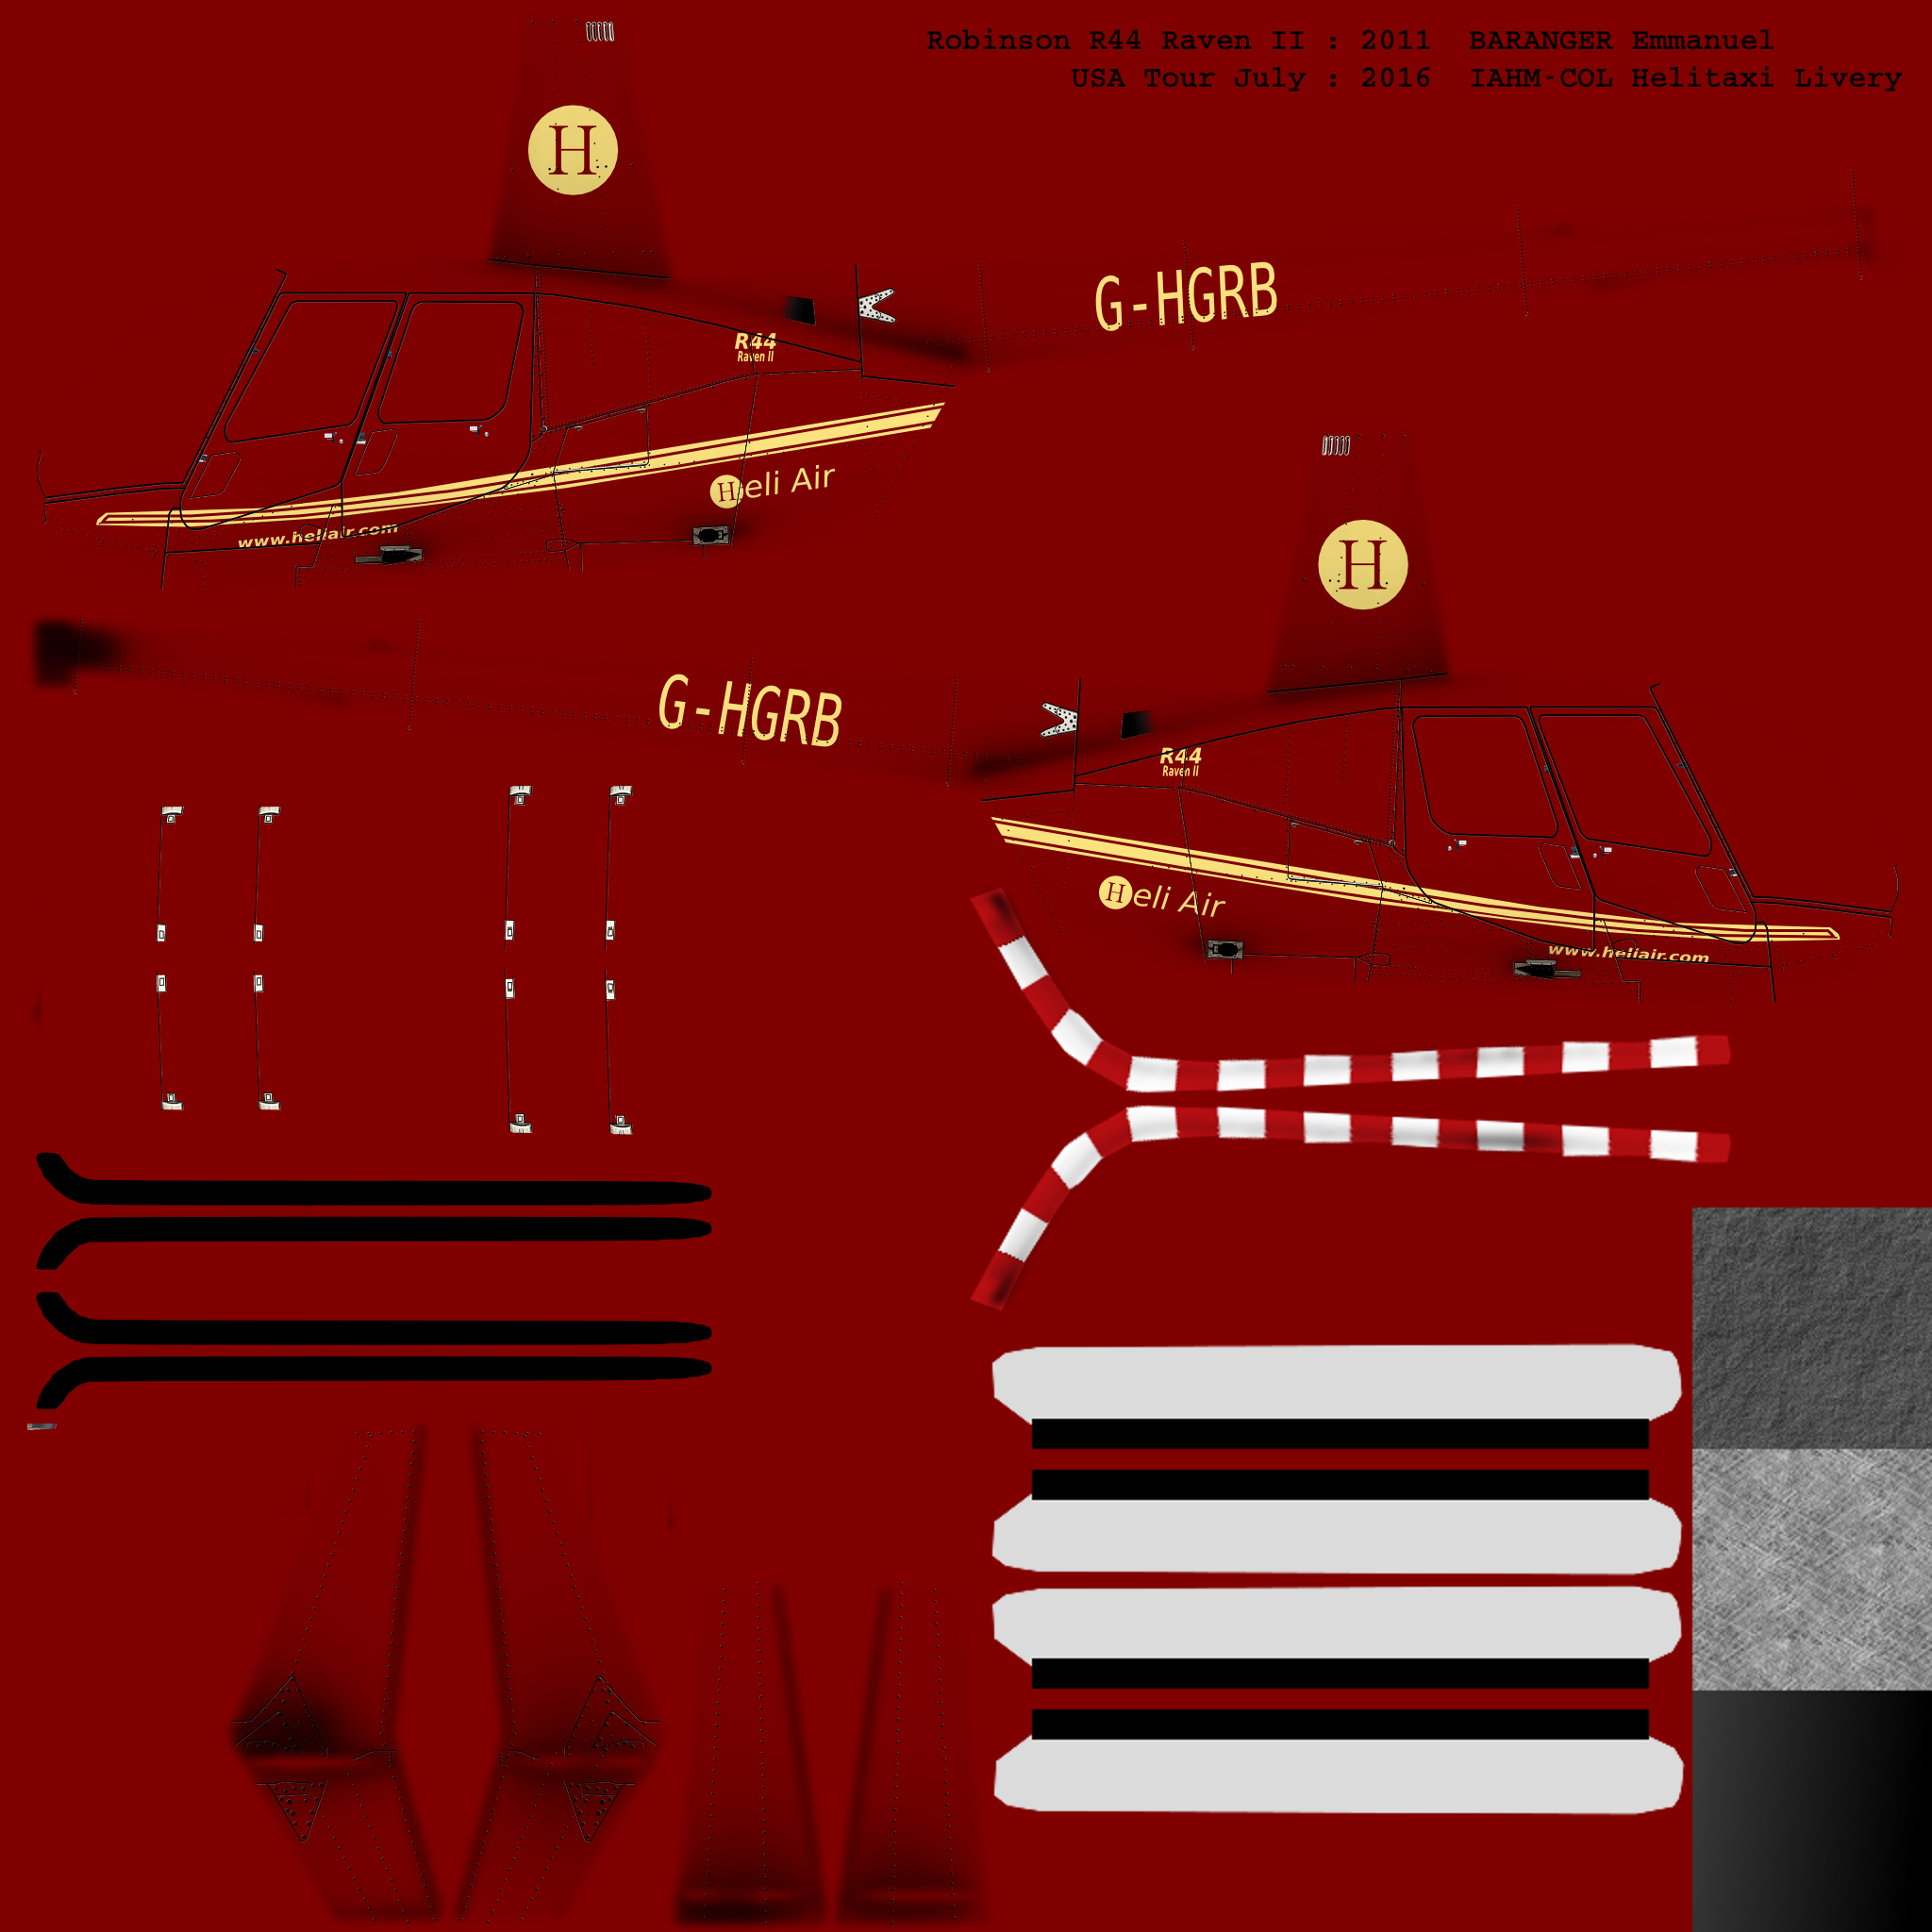 Robinson R44 Raven II : 2011 BARANGER Emmanuel
USA Tour July : 2016 IAHM-COL Helitaxi Livery
H
G-HGRB
R44
Raven II
Heli Air
www.heliair.com
H
G-HGRB
R44
Raven II
Heli Air
www.heliair.com